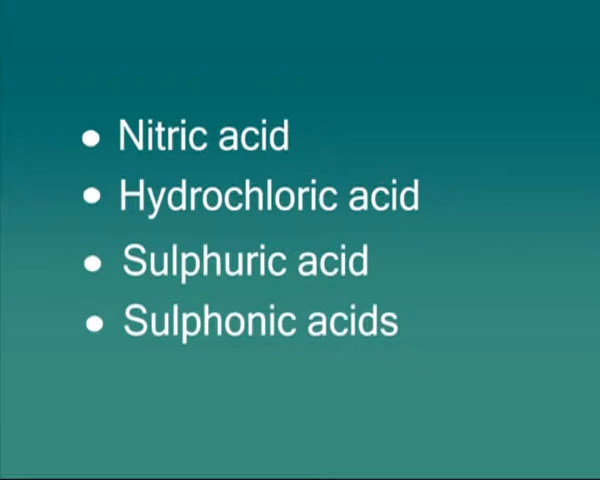 • Nitric acid
• Hydrochloric acid
• Sulphuric acid
• Sulphonic acids